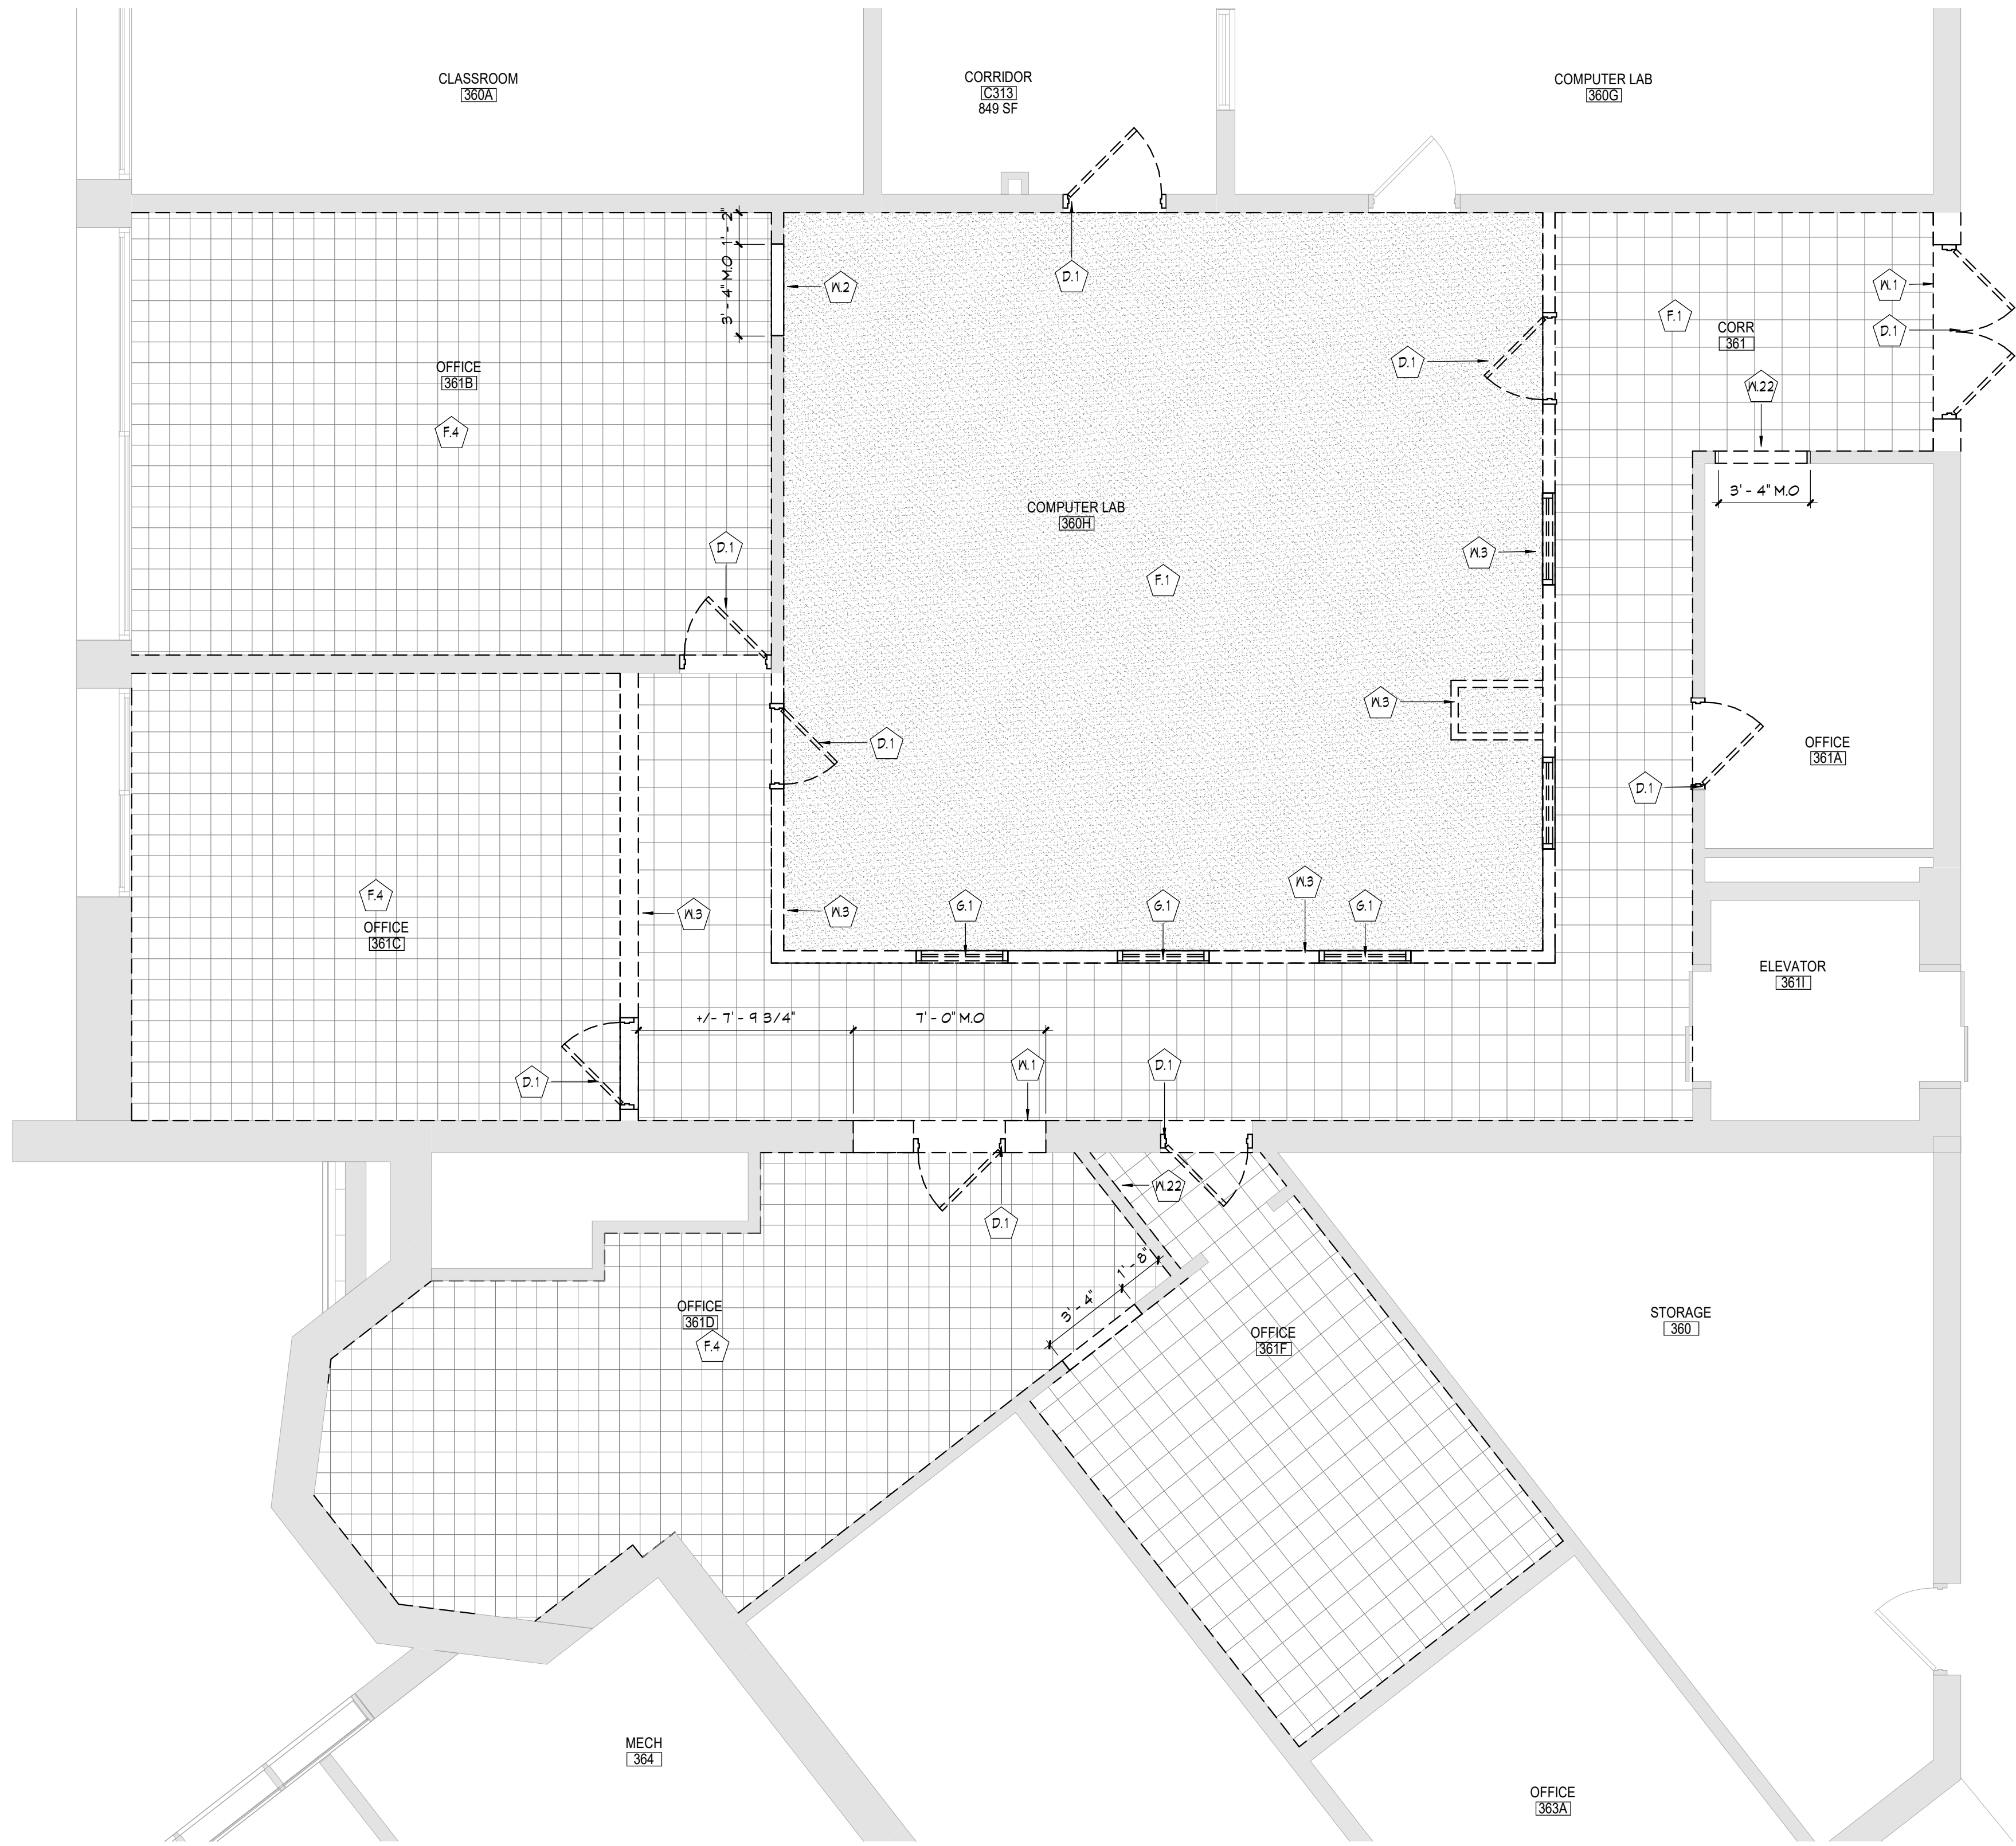 CLASSROOM
360A
CORRIDOR
C313
849 SF
COMPUTER LAB
360G
1' - 2"
3' - 4" M.O
W.2
D.1
W.1
F.1
CORR
361
D.1
D.1
W.22
OFFICE
361B
F.4
3' - 4" M.O
COMPUTER LAB
360H
D.1
W.3
F.1
W.3
D.1
OFFICE
361A
D.1
F.4
OFFICE
361C
W.3
W.3
G.1
G.1
W.3
G.1
ELEVATOR
361I
+/- 7' - 9 3/4"
7' - 0" M.O
D.1
W.1
D.1
W.22
D.1
1' - 8"
3' - 4"
OFFICE
361D
F.4
OFFICE
361F
STORAGE
360
MECH
364
OFFICE
363A